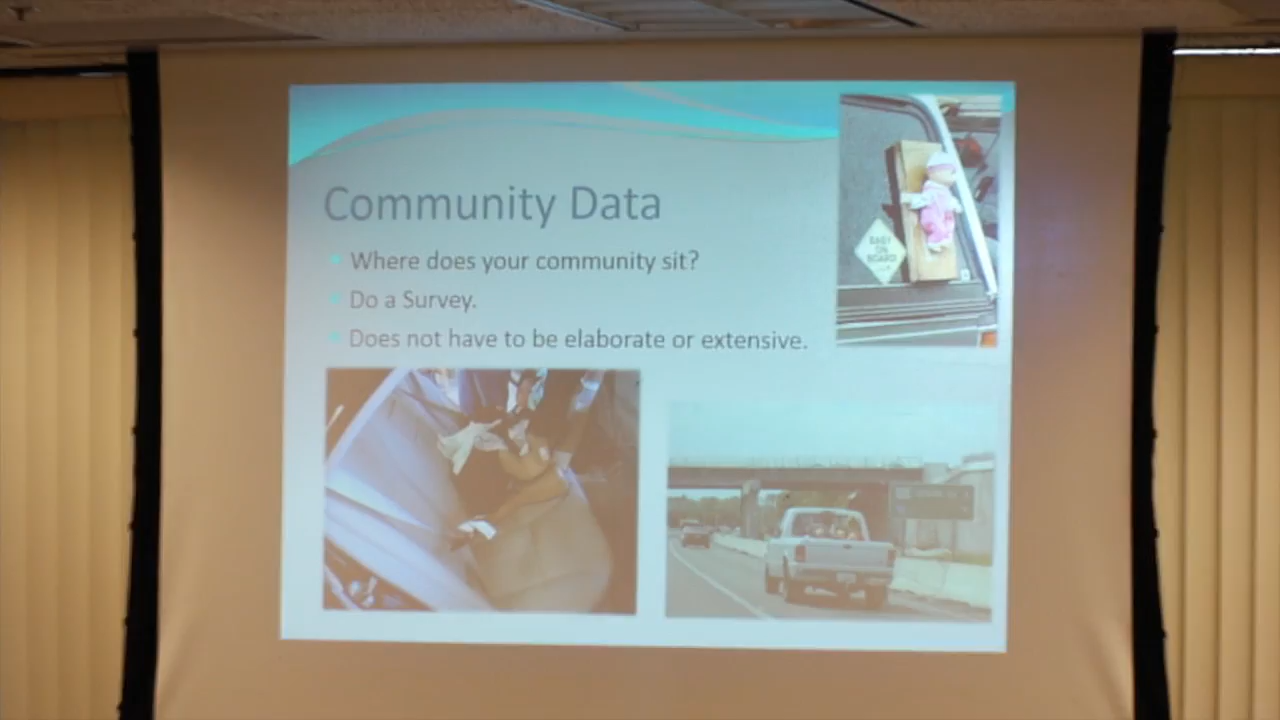 Community Data
Where does your community sit?
Do a Survey.
Does not have to be elaborate or extensive.
BABY
ON
BOARD